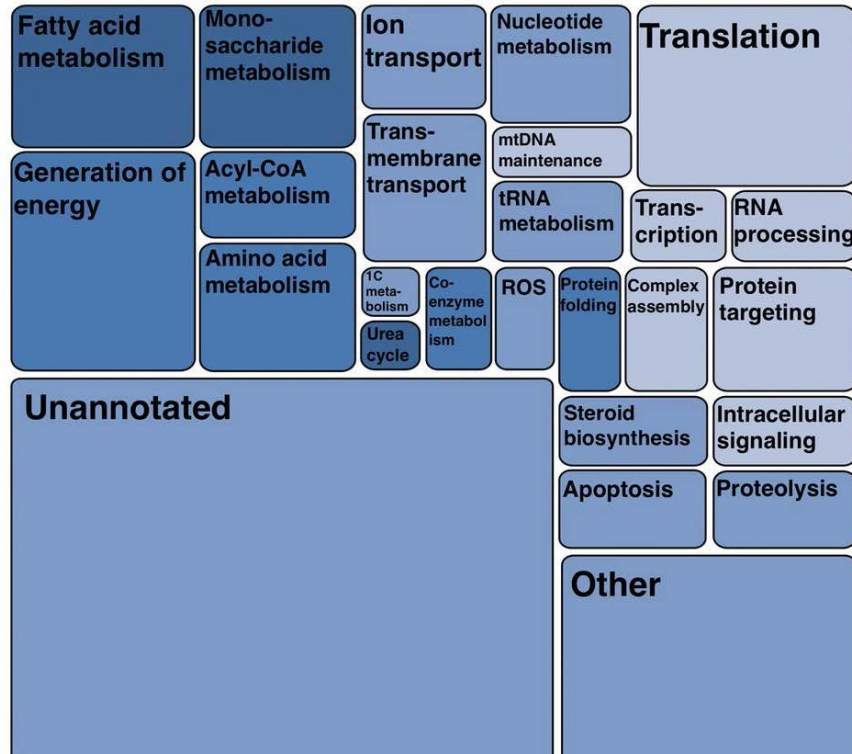 Fatty acid
metabolism
Mono-
saccharide
metabolism
Ion
transport
Nucleotide
metabolism
Translation
mtDNA
maintenance
Trans-
membrane
transport
Generation of
energy
Acyl-CoA
metabolism
tRNA
metabolism
Trans-
cription
RNA
processing
Amino acid
metabolism
1C
meta-
bolism
Urea
cycle
Co-
enzyme
metabol
ism
ROS
Protein
folding
Complex
assembly
Protein
targeting
Unannotated
Steroid
biosynthesis
Intracellular
signaling
Apoptosis
Proteolysis
Other